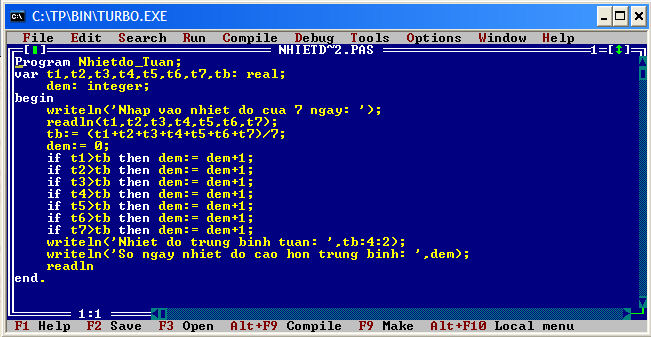 C:\TP\BIN\TURBO.EXE
File Edit Search Run Compile Debug Tools Options Window Help
NHIETD~2.PAS 1
Program Nhietdo_Tuan;
var t1,t2,t3,t4,t5,t6,t7,tb: real;
dem: integer;
begin
writeln('Nhap vao nhiet do cua 7 ngay: ');
readln(t1,t2,t3,t4,t5,t6,t7);
tb:= (t1+t2+t3+t4+t5+t6+t7)/7;
dem:= 0;
if t1>tb then dem:= dem+1;
if t2>tb then dem:= dem+1;
if t3>tb then dem:= dem+1;
if t4>tb then dem:= dem+1;
if t5>tb then dem:= dem+1;
if t6>tb then dem:= dem+1;
if t7>tb then dem:= dem+1;
writeln('Nhiet do trung binh tuan: ',tb:4:2);
writeln('So ngay nhiet do cao hon trung binh: ',dem);
readln
end.
1:1
F1 Help F2 Save F3 Open Alt+F9 Compile F9 Make Alt+F10 Local menu